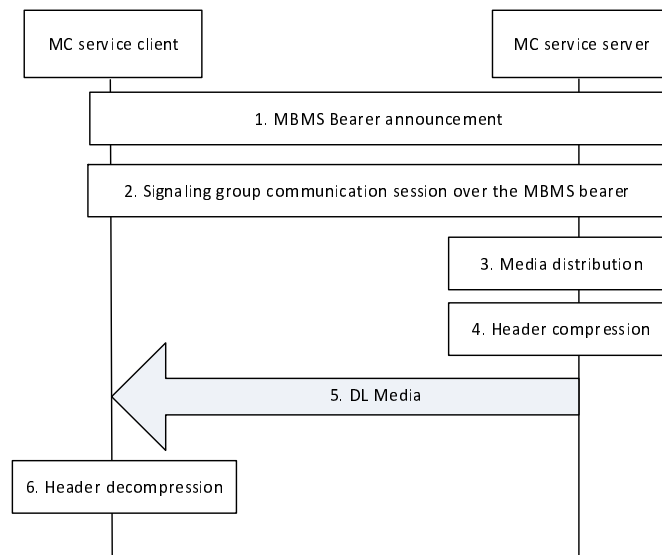 MC service client
MC service server
1. MBMS Bearer announcement
2. Signaling group communication session over the MBMS bearer
3. Media distribution
4. Header compression
5. DL Media
6. Header decompression